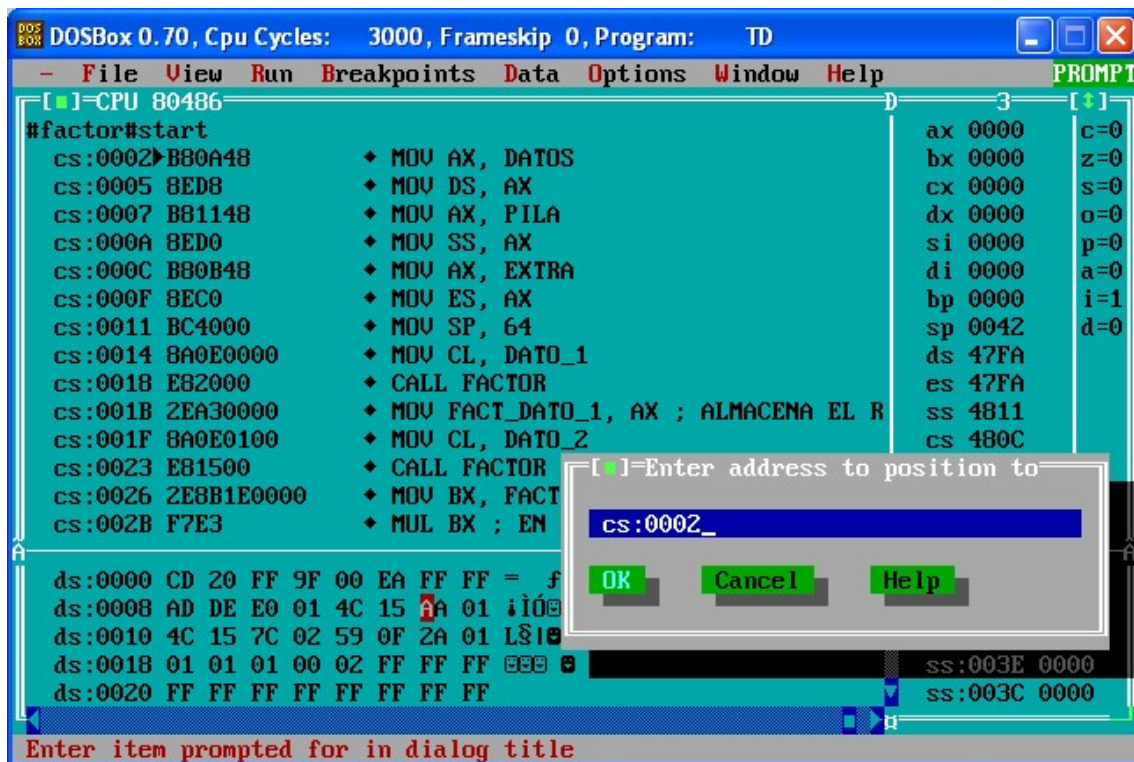 DOSBox 0.70, Cpu Cycles: 3000, Frameskip 0, Program: TD
- File View Run Breakpoints Data Options Window Help PROMPT
[■]=CPU 80486 D 3 [↕]
#factor#start ax 0000 c=0
cs:0002►B80A48 ♦ MOV AX, DATOS bx 0000 z=0
cs:0005 8ED8 ♦ MOV DS, AX cx 0000 s=0
cs:0007 B81148 ♦ MOV AX, PILA dx 0000 o=0
cs:000A 8ED0 ♦ MOV SS, AX si 0000 p=0
cs:000C B80B48 ♦ MOV AX, EXTRA di 0000 a=0
cs:000F 8EC0 ♦ MOV ES, AX bp 0000 i=1
cs:0011 BC4000 ♦ MOV SP, 64 sp 0042 d=0
cs:0014 8A0E0000 ♦ MOV CL, DATO_1 ds 47FA
cs:0018 E82000 ♦ CALL FACTOR es 47FA
cs:001B 2EA30000 ♦ MOV FACT_DATO_1, AX ; ALMACENA EL R ss 4811
cs:001F 8A0E0100 ♦ MOV CL, DATO_2 cs 480C
cs:0023 E81500 ♦ CALL FACTOR
cs:0026 2E8B1E0000 ♦ MOV BX, FACT
cs:002B F7E3 ♦ MUL BX ; EN
[■]=Enter address to position to
cs:0002_
OK Cancel Help
ds:0000 CD 20 FF 9F 00 EA FF FF = f
ds:0008 AD DE E0 01 4C 15 AA 01
ds:0010 4C 15 7C 02 59 0F 2A 01 L§|☻
ds:0018 01 01 01 00 02 FF FF FF ☺☺☺ ☻ ss:003E 0000
ds:0020 FF FF FF FF FF FF FF FF ss:003C 0000
Enter item prompted for in dialog title